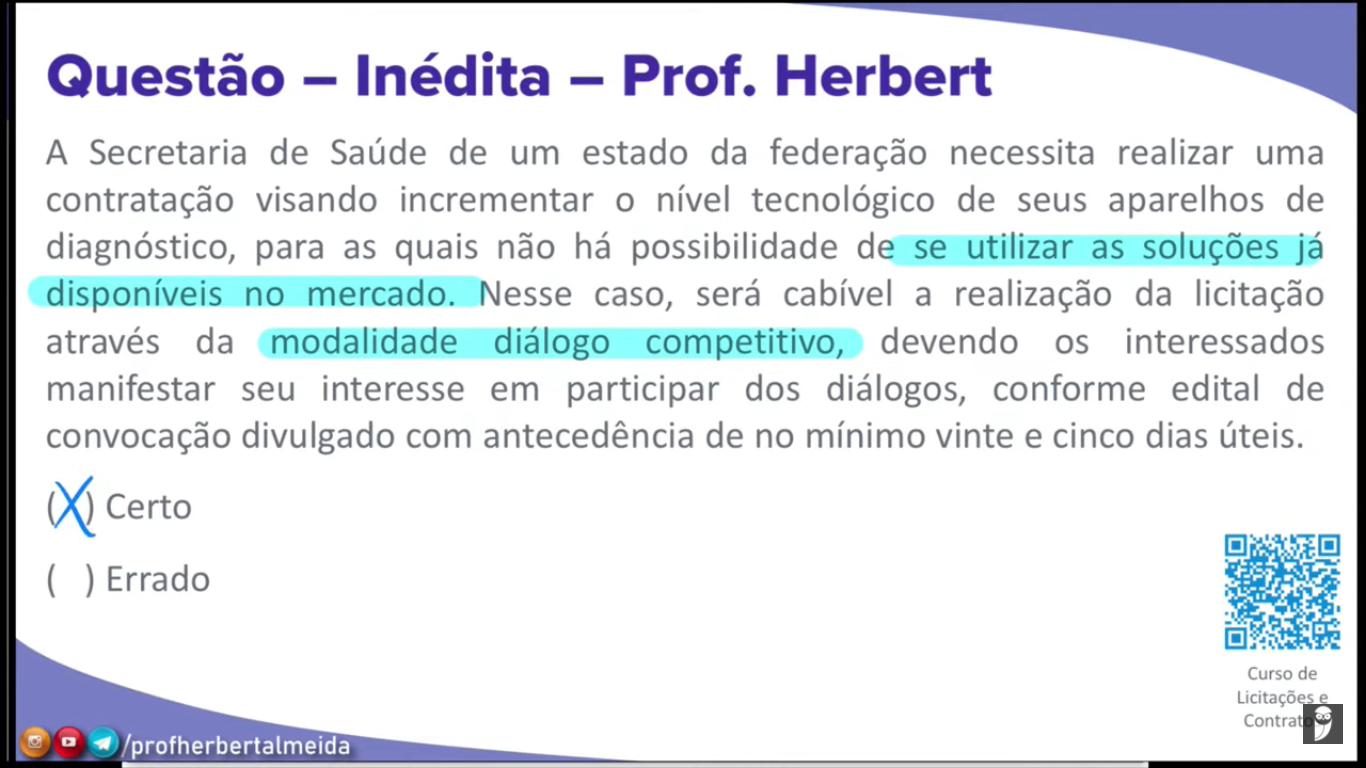 Questão – Inédita – Prof. Herbert
A Secretaria de Saúde de um estado da federação necessita realizar uma
contratação visando incrementar o nível tecnológico de seus aparelhos de
diagnóstico, para as quais não há possibilidade de se utilizar as soluções já
disponíveis no mercado. Nesse caso, será cabível a realização da licitação
através da modalidade diálogo competitivo, devendo os interessados
manifestar seu interesse em participar dos diálogos, conforme edital de
convocação divulgado com antecedência de no mínimo vinte e cinco dias úteis.
(X) Certo
( ) Errado
Curso de
Licitações e
Contrato
/profherbertalmeida